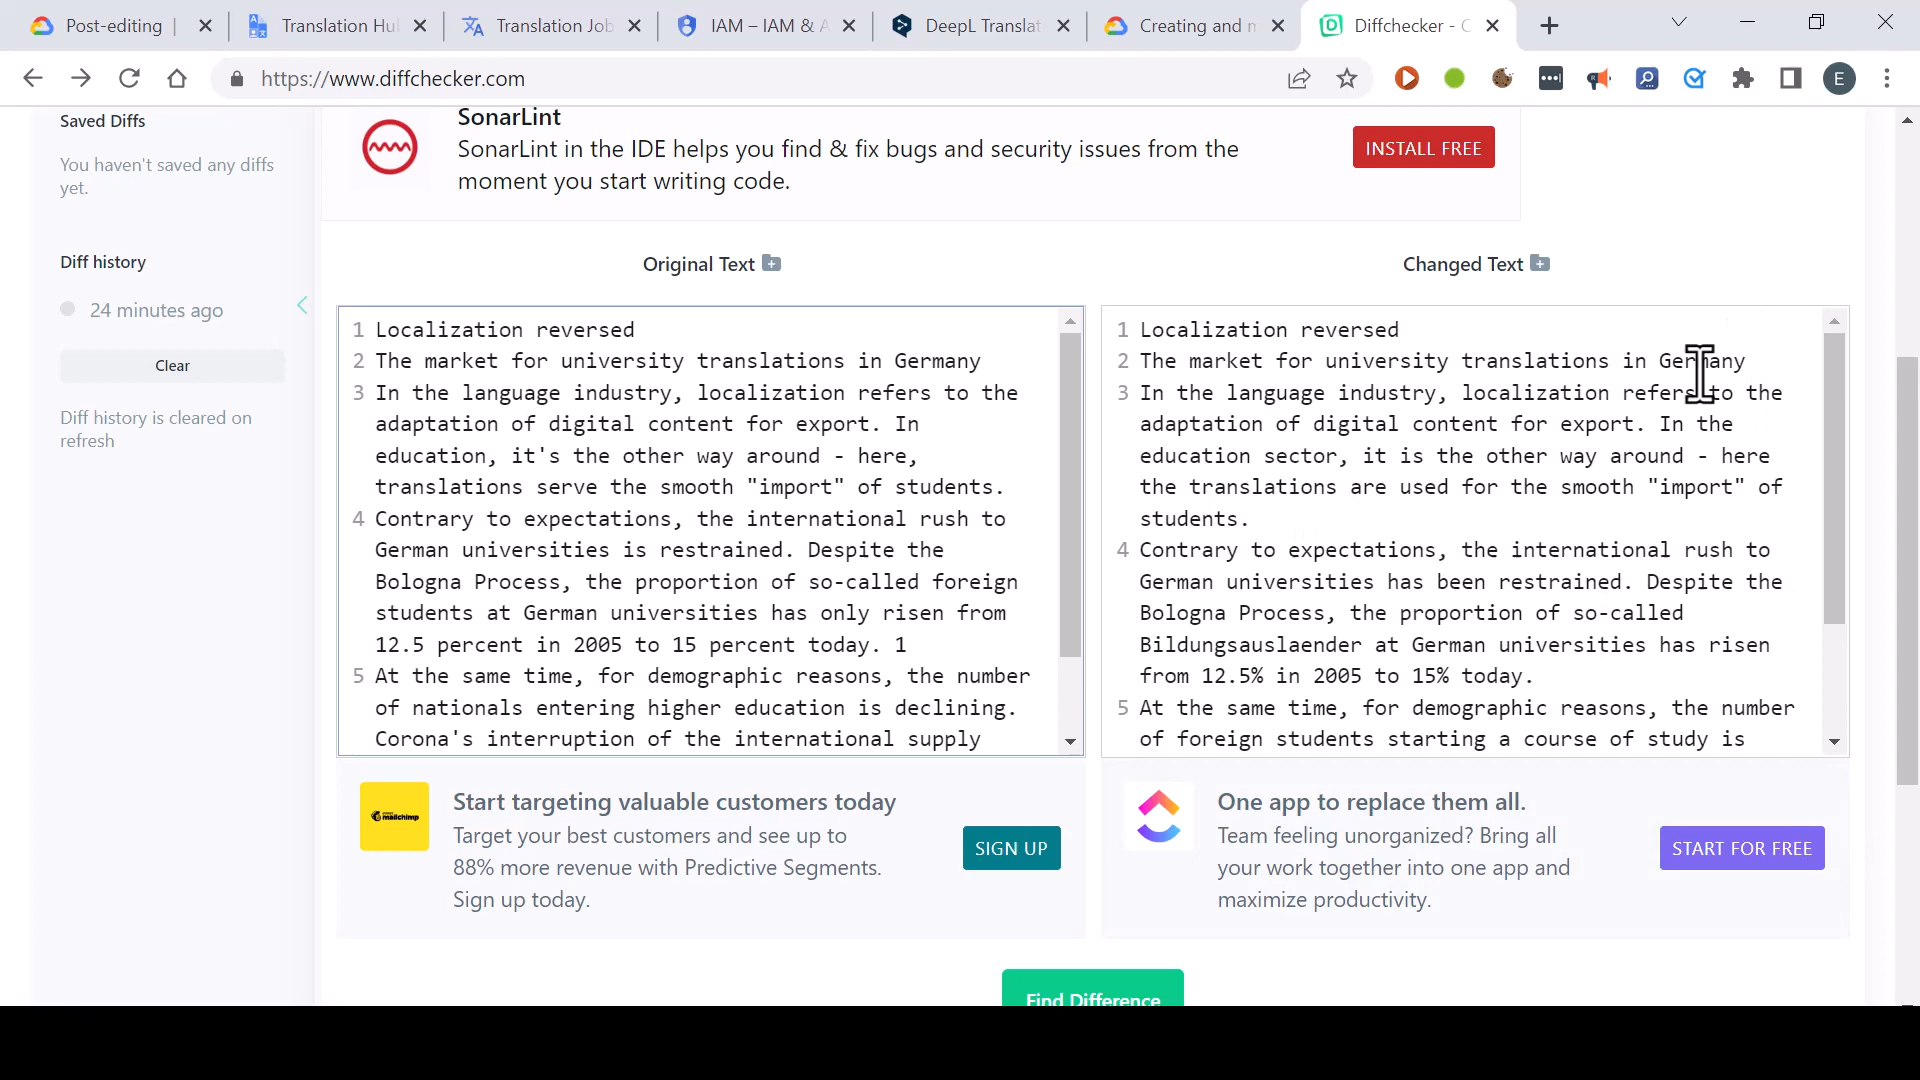 Post-editing |
Translation Hul
Translation Job
IAM – IAM & A
DeepL Translat
Creating and m
Diffchecker - C
https://www.diffchecker.com
E
Saved Diffs
You haven't saved any diffs
yet.
Diff history
24 minutes ago
Clear
Diff history is cleared on
refresh
SonarLint
SonarLint in the IDE helps you find & fix bugs and security issues from the
moment you start writing code.
INSTALL FREE
Original Text
1 Localization reversed
2 The market for university translations in Germany
3 In the language industry, localization refers to the
adaptation of digital content for export. In
education, it's the other way around - here,
translations serve the smooth "import" of students.
4 Contrary to expectations, the international rush to
German universities is restrained. Despite the
Bologna Process, the proportion of so-called foreign
students at German universities has only risen from
12.5 percent in 2005 to 15 percent today. 1
5 At the same time, for demographic reasons, the number
of nationals entering higher education is declining.
Corona's interruption of the international supply
Changed Text
1 Localization reversed
2 The market for university translations in Germany
3 In the language industry, localization refers to the
adaptation of digital content for export. In the
education sector, it is the other way around - here
the translations are used for the smooth "import" of
students.
4 Contrary to expectations, the international rush to
German universities has been restrained. Despite the
Bologna Process, the proportion of so-called
Bildungsauslaender at German universities has risen
from 12.5% in 2005 to 15% today.
5 At the same time, for demographic reasons, the number
of foreign students starting a course of study is
mailchimp
Start targeting valuable customers today
Target your best customers and see up to
88% more revenue with Predictive Segments.
Sign up today.
SIGN UP
One app to replace them all.
Team feeling unorganized? Bring all
your work together into one app and
maximize productivity.
START FOR FREE
Find Difference